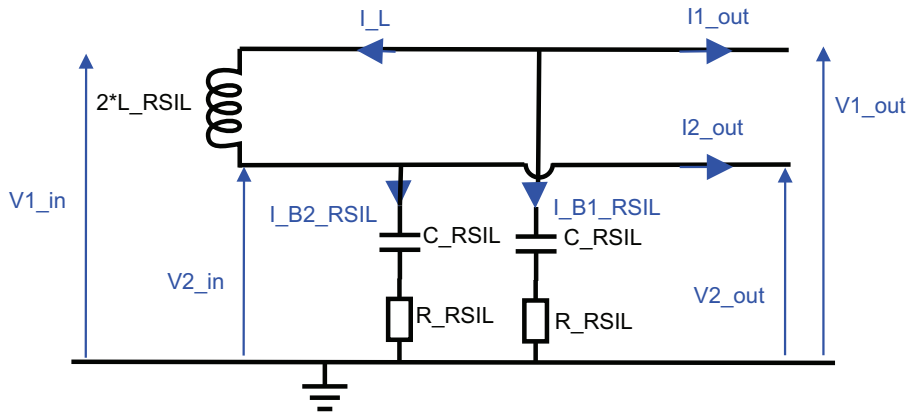 I_L
I1_out
2*L_RSIL
V1_out
I2_out
V1_in
I_B2_RSIL
I_B1_RSIL
C_RSIL
C_RSIL
V2_in
V2_out
R_RSIL
R_RSIL